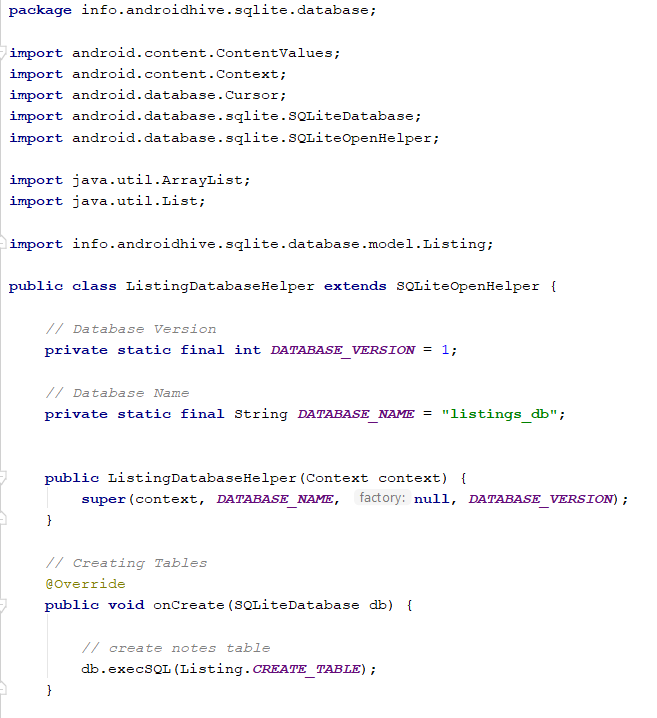 package info.androidhive.sqlite.database;
import android.content.ContentValues;
import android.content.Context;
import android.database.Cursor;
import android.database.sqlite.SQLiteDatabase;
import android.database.sqlite.SQLiteOpenHelper;
import java.util.ArrayList;
import java.util.List;
import info.androidhive.sqlite.database.model.Listing;
public class ListingDatabaseHelper extends SQLiteOpenHelper {
// Database Version
private static final int DATABASE_VERSION = 1;
// Database Name
private static final String DATABASE_NAME = "listings_db";
public ListingDatabaseHelper(Context context) {
super(context, DATABASE_NAME, factory: null, DATABASE_VERSION);
}
// Creating Tables
@Override
public void onCreate(SQLiteDatabase db) {
// create notes table
db.execSQL(Listing.CREATE_TABLE);
}